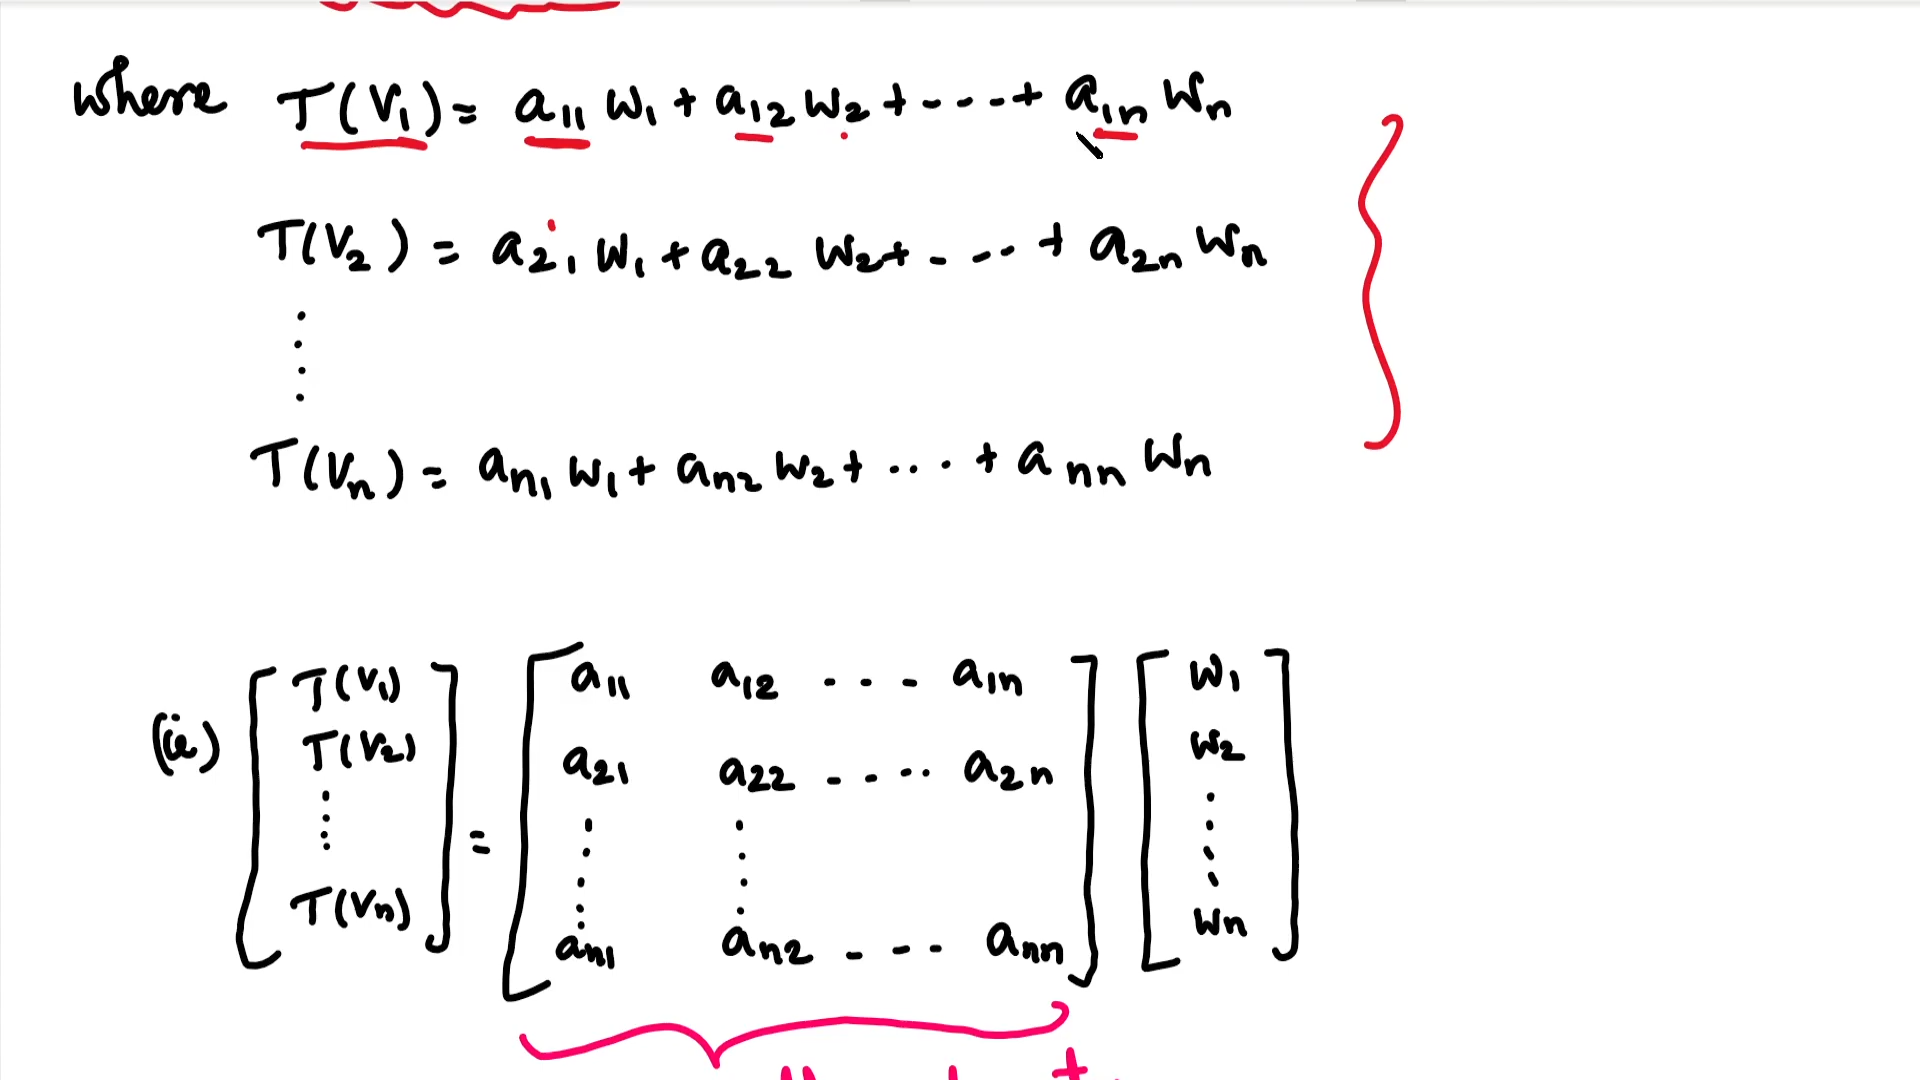 where T(V₁) = a₁₁ w₁ + a₁₂ w₂ + - - - + a₁ₙ wₙ
T(V₂) = a₂₁ w₁ + a₂₂ w₂ + - - - + a₂ₙ wₙ
⋮
T(Vₙ) = aₙ₁ w₁ + aₙ₂ w₂ + ... + aₙₙ wₙ
(ie) [T(V₁) T(V₂) ⋮ T(Vₙ)] = [a₁₁ a₁₂ - - - a₁ₙ
a₂₁ a₂₂ - - - - a₂ₙ
⋮ ⋮
aₙ₁ aₙ₂ - - - aₙₙ] [w₁ w₂ ⋮ wₙ]